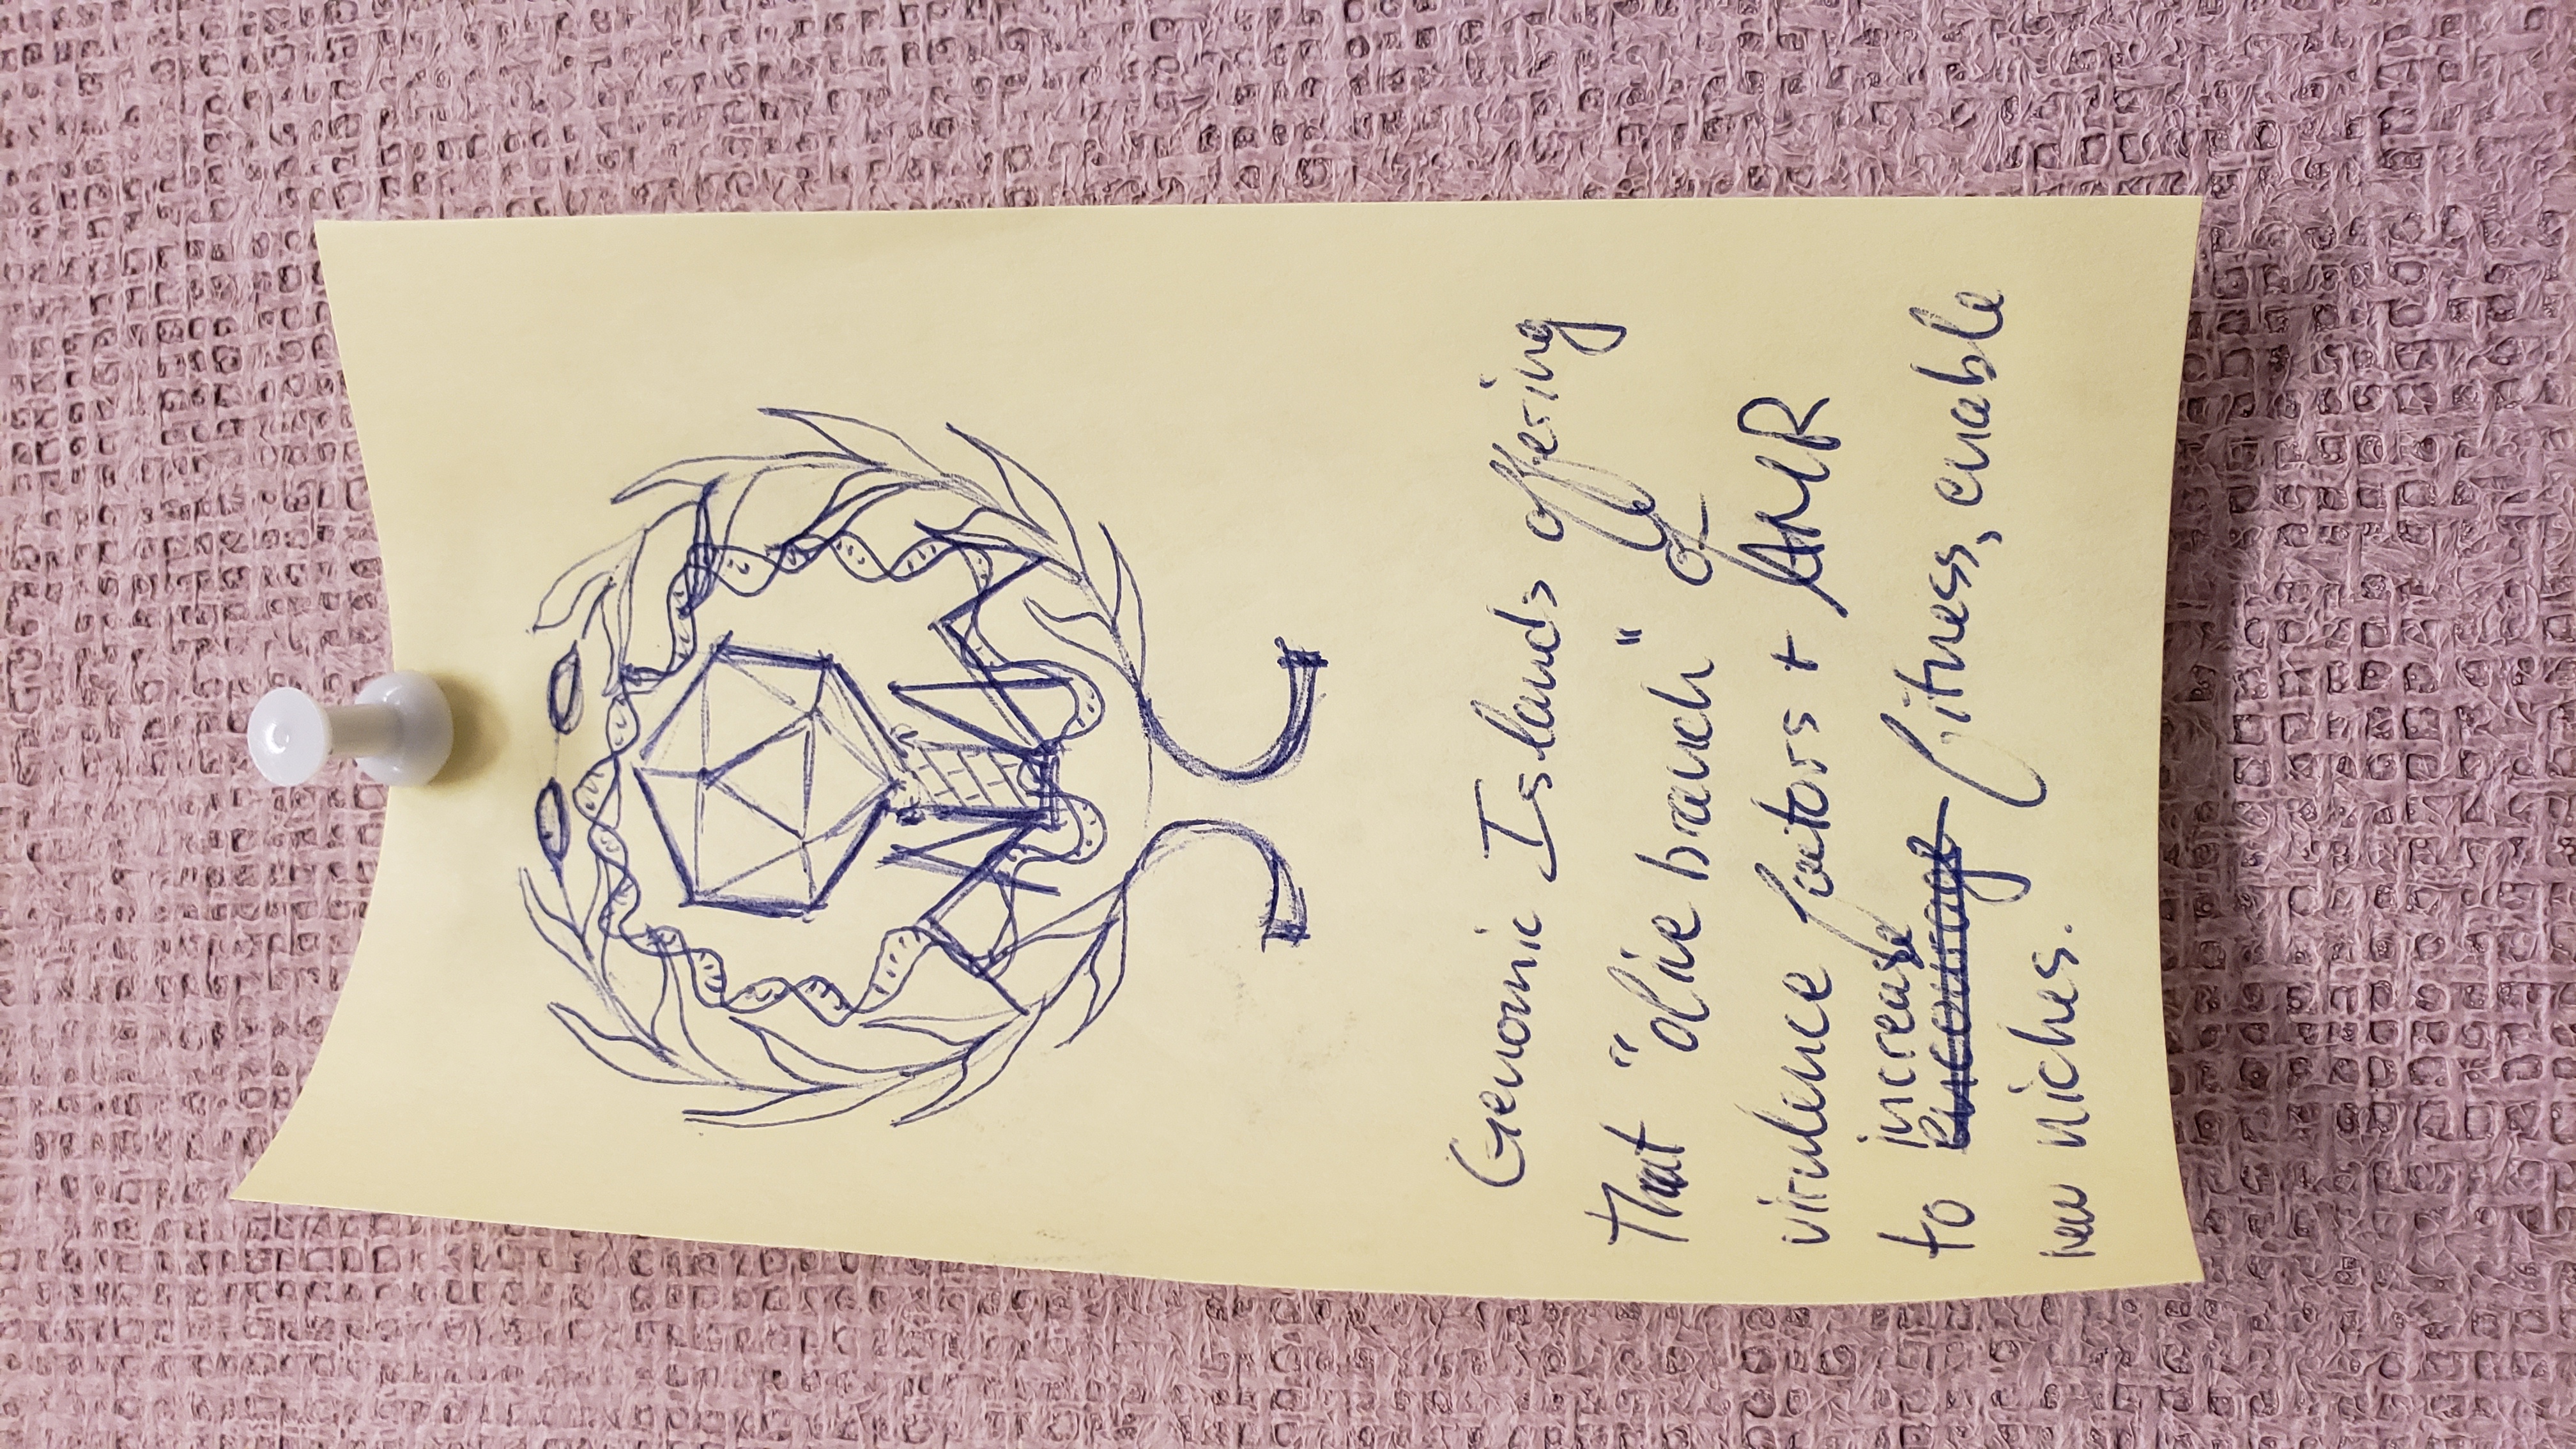 Genomic Islands offering
that "olive branch" of
virulence factors + AMR
increase
to encourage fitness, enable
new niches.